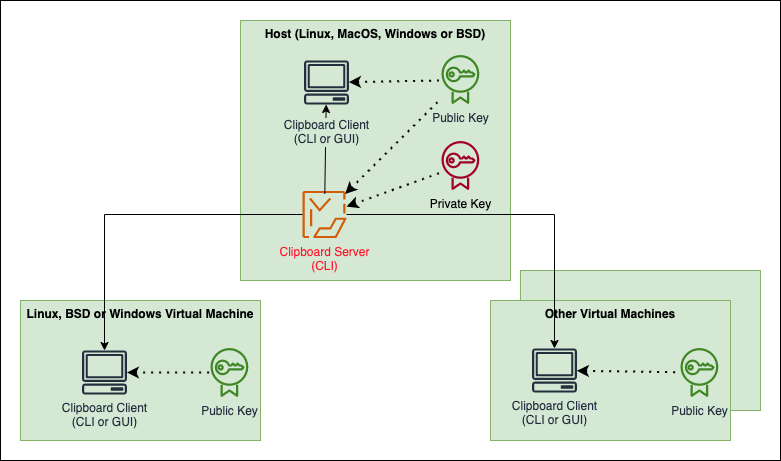 Host (Linux, MacOS, Windows or BSD)
Clipboard Client
(CLI or GUI)
Public Key
Private Key
Clipboard Server
(CLI)
Linux, BSD or Windows Virtual Machine
Clipboard Client
(CLI or GUI)
Public Key
Other Virtual Machines
Clipboard Client
(CLI or GUI)
Public Key